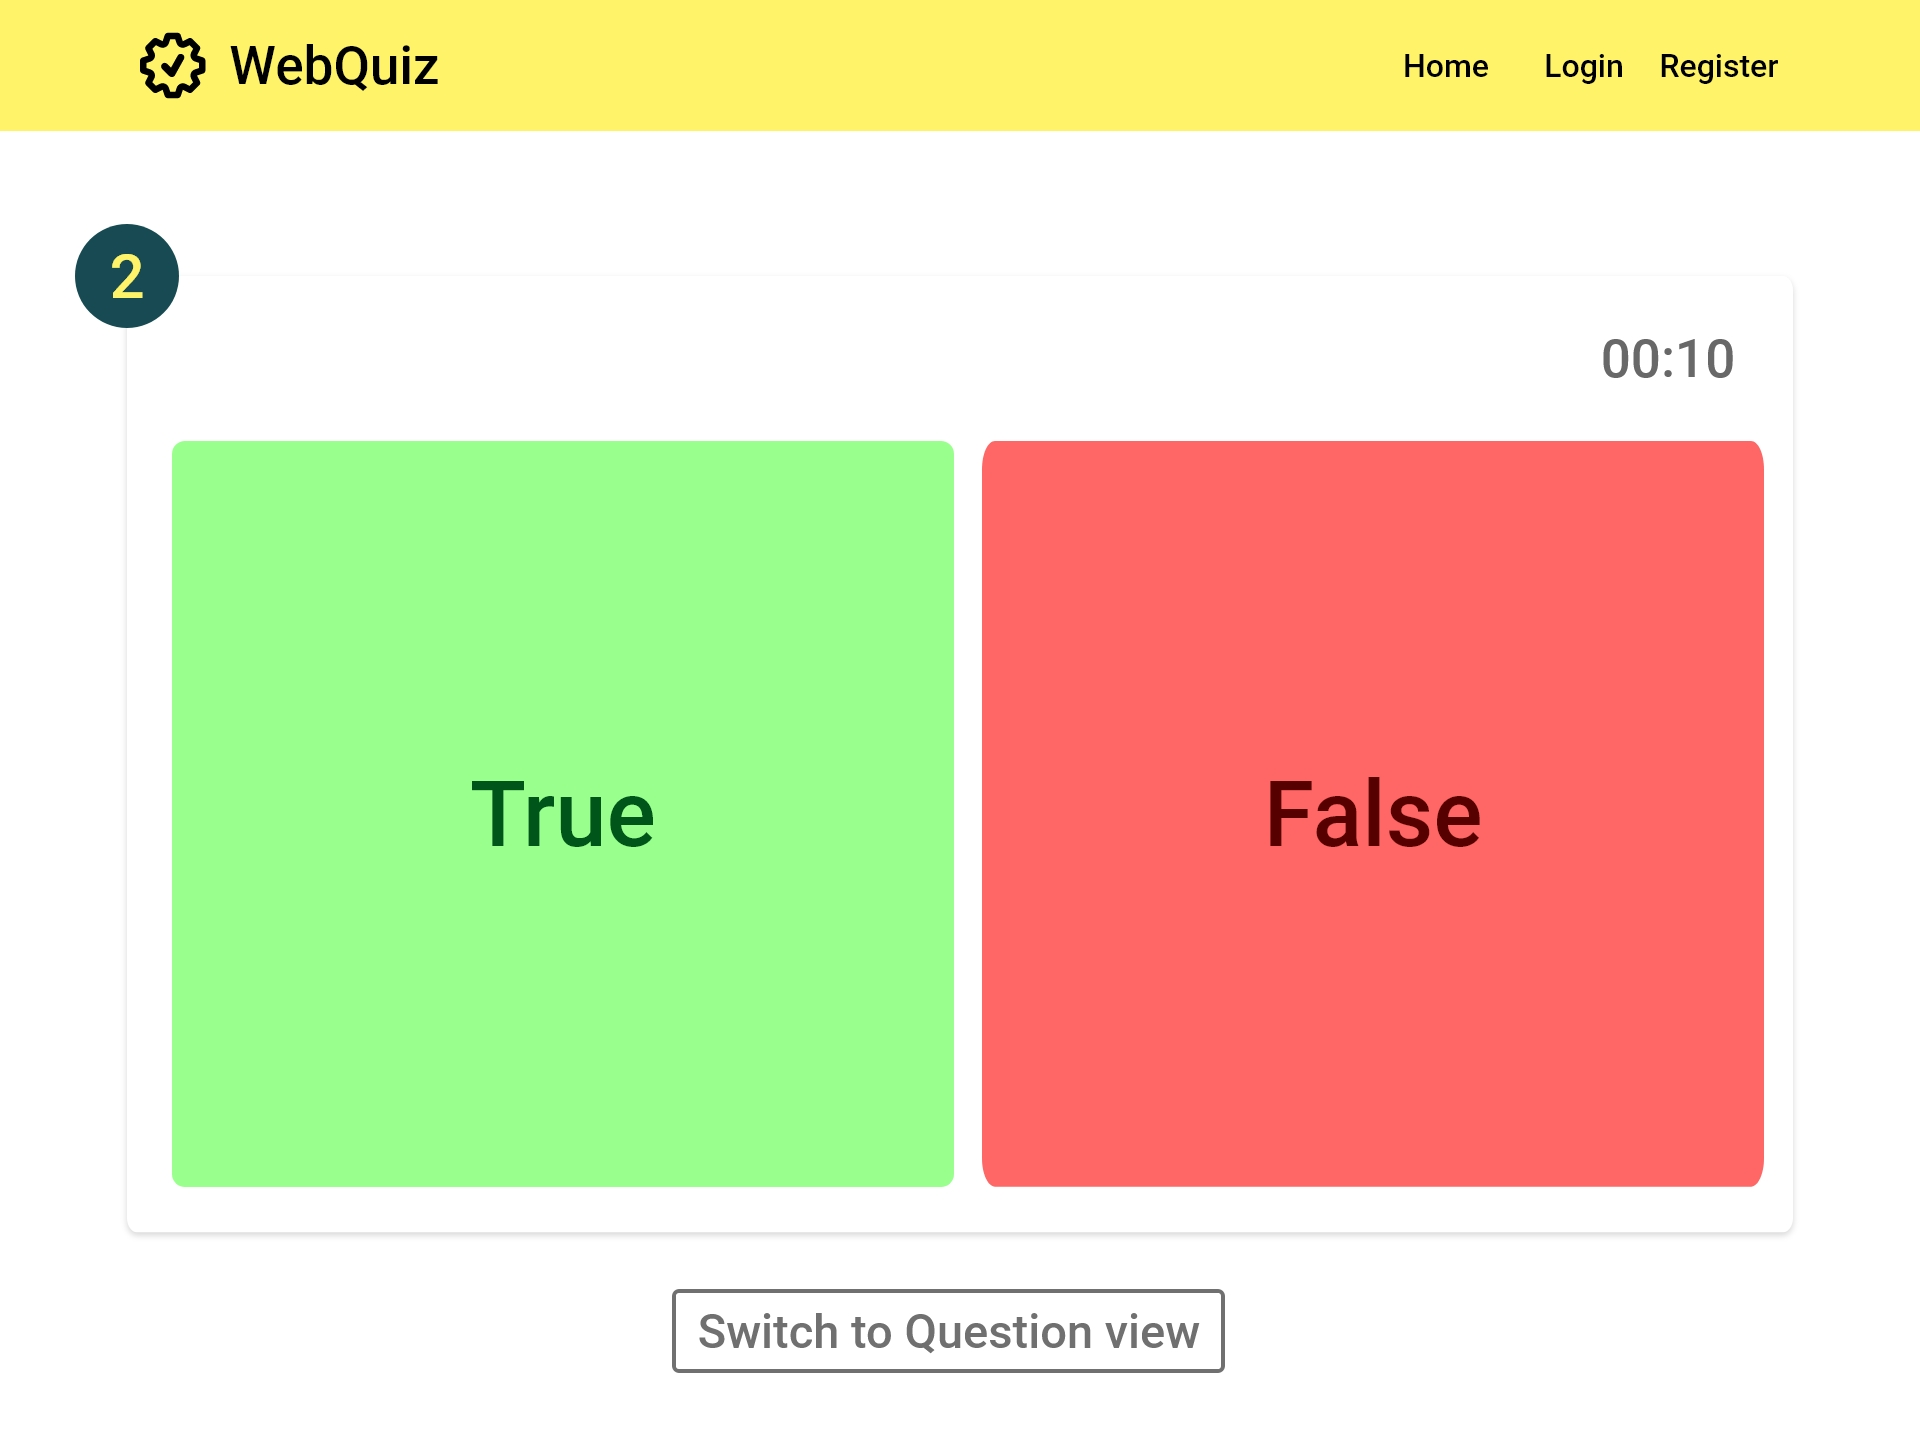 WebQuiz
Home Login Register
2
00:10
True
False
Switch to Question view